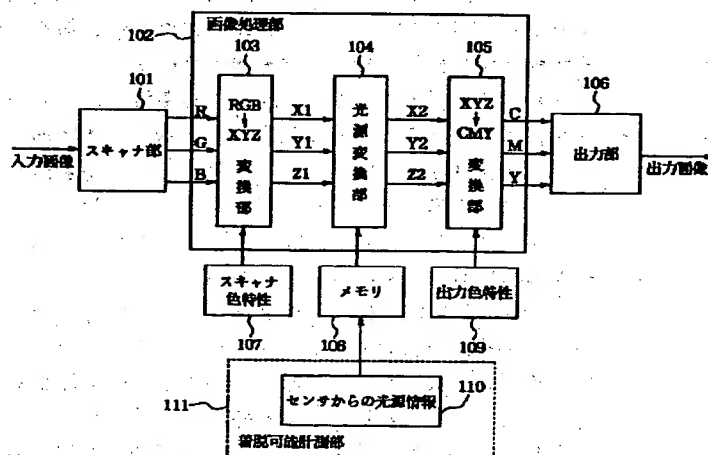 102
画像処理部
103
104
105
101
106
R
G
B
RGB
XYZ
変換部
X1
Y1
Z1
光源変換部
X2
Y2
Z2
XYZ
CMY
変換部
C
M
Y
入力画像
スキャナ部
出力部
出力画像
スキャナ
色特性
メモリ
出力色特性
107
108
109
111
センサからの光源情報
110
着脱可能計測部